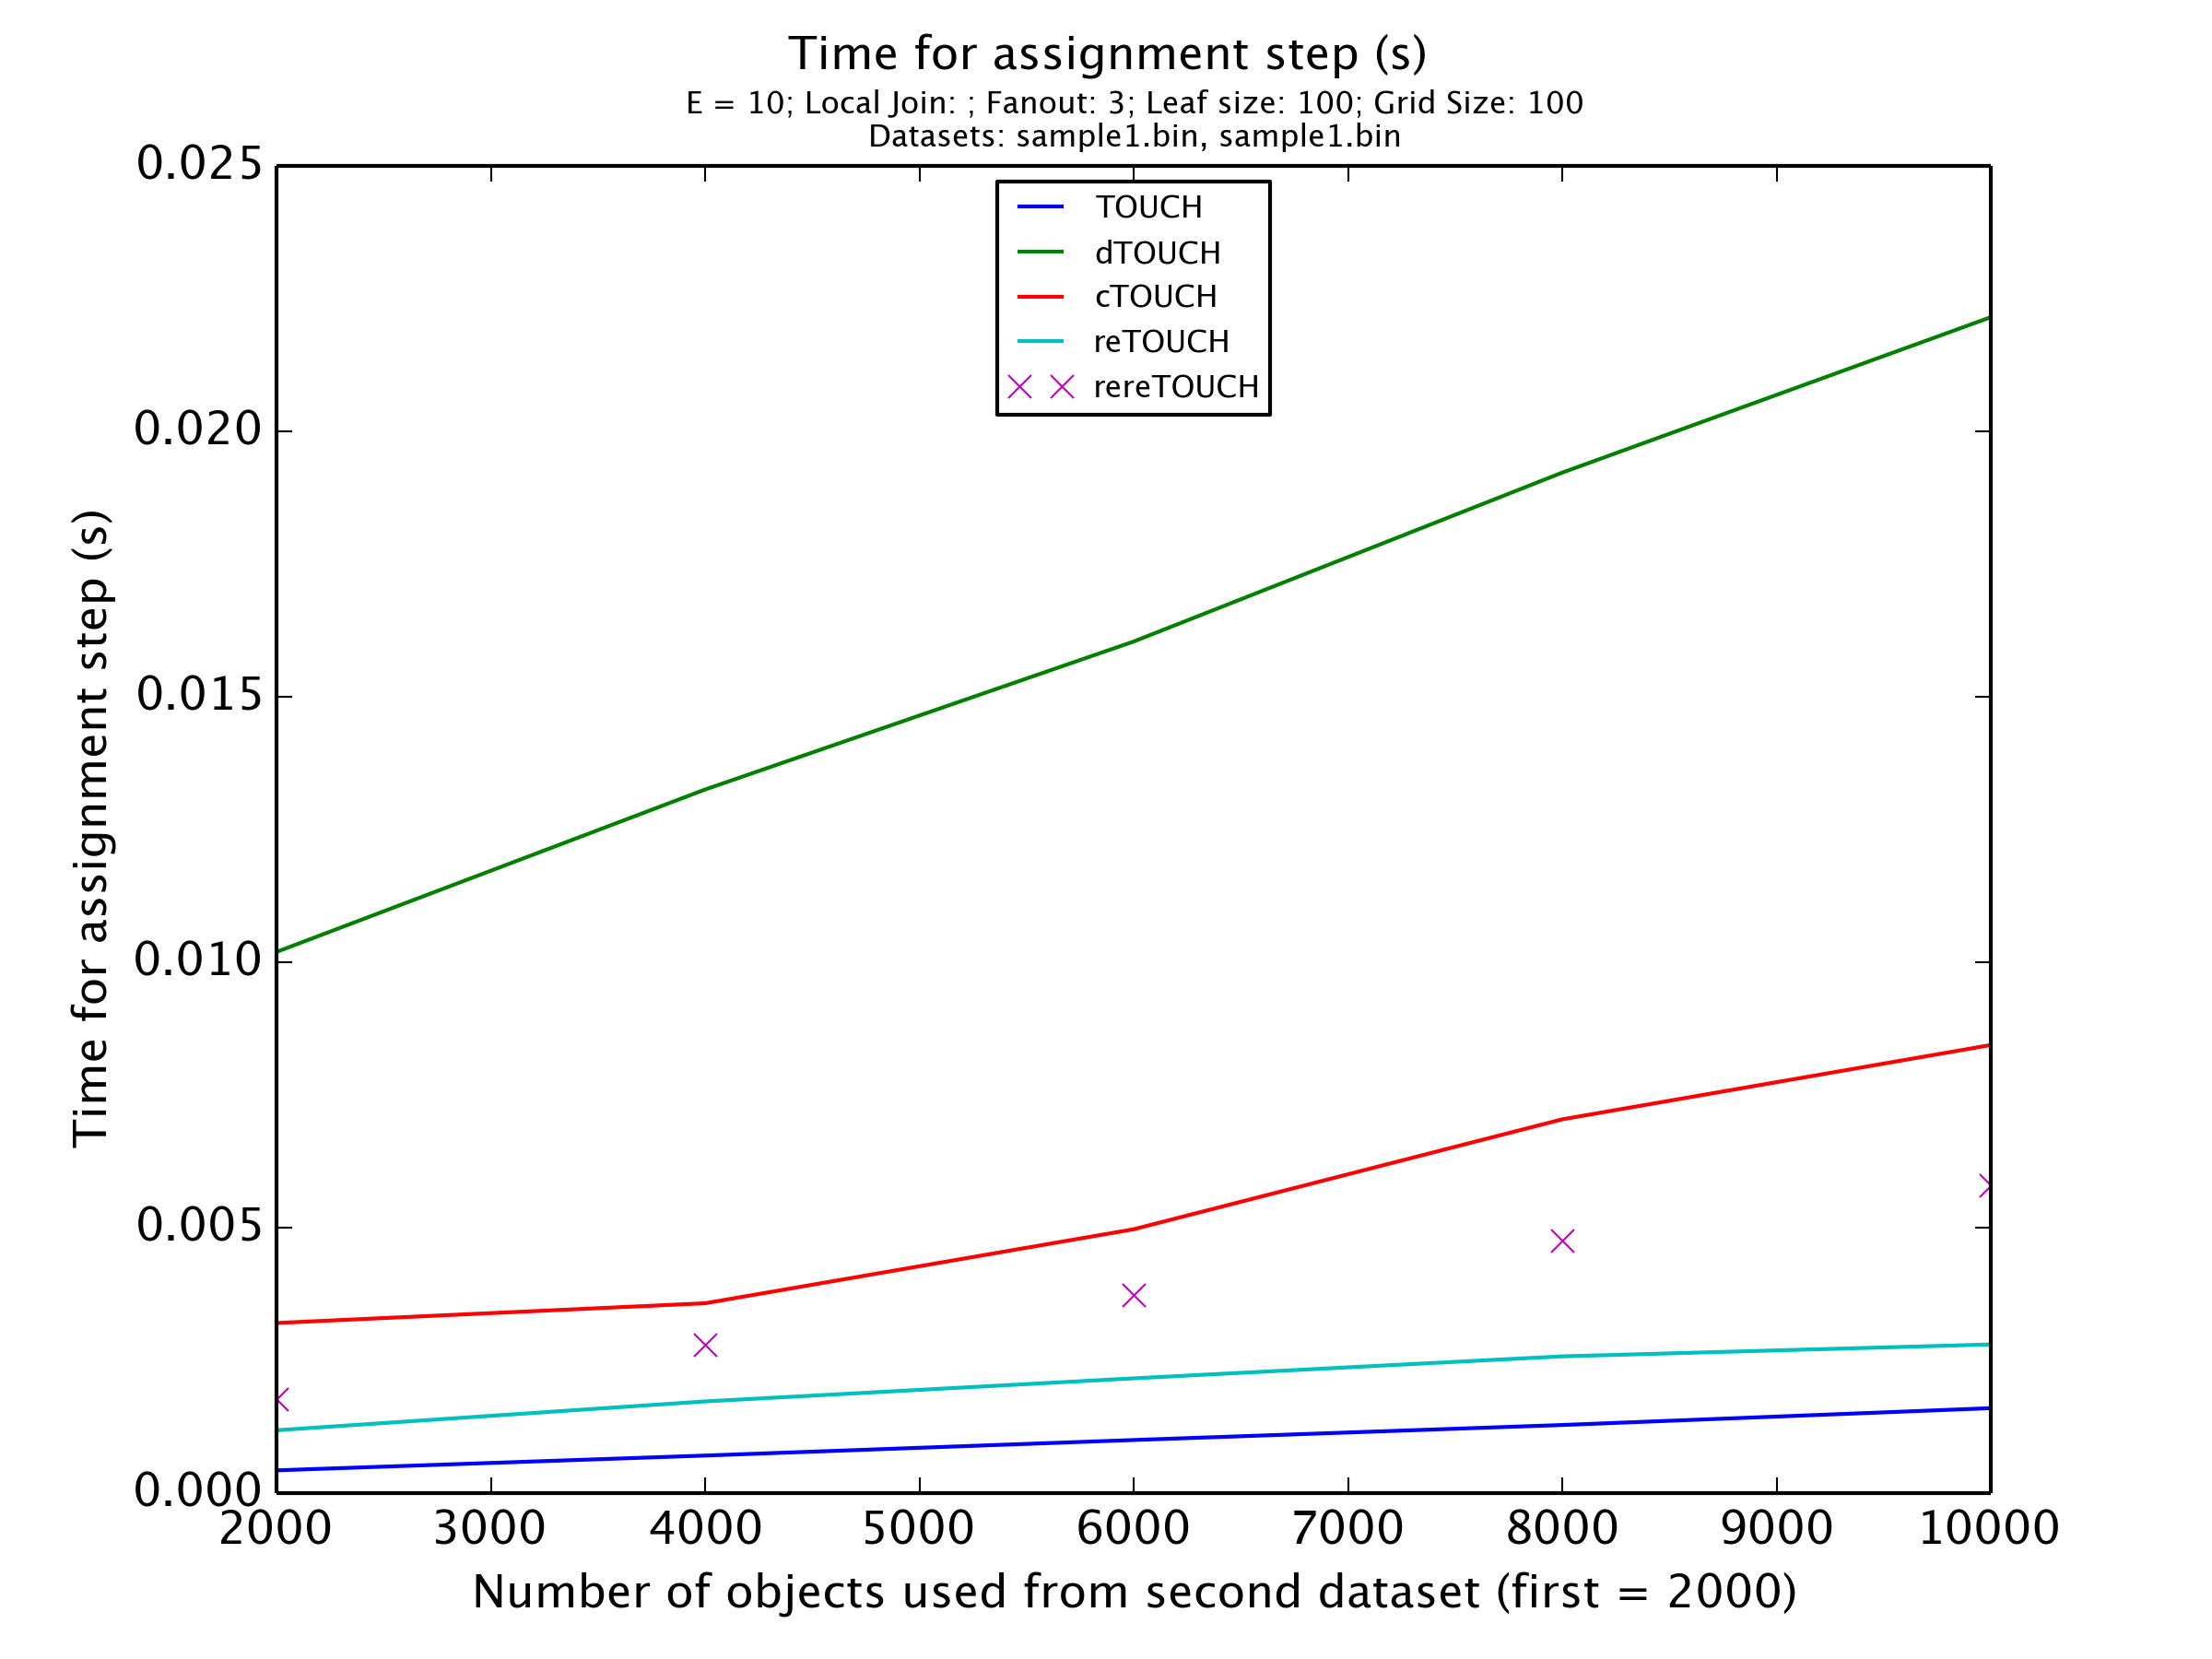 Time for assignment step (s)
E = 10; Local Join: ; Fanout: 3; Leaf size: 100; Grid Size: 100
Datasets: sample1.bin, sample1.bin
0.025
0.020
0.015
0.010
0.005
0.000
Time for assignment step (s)
TOUCH
dTOUCH
cTOUCH
reTOUCH
rereTOUCH
2000 3000 4000 5000 6000 7000 8000 9000 10000
Number of objects used from second dataset (first = 2000)